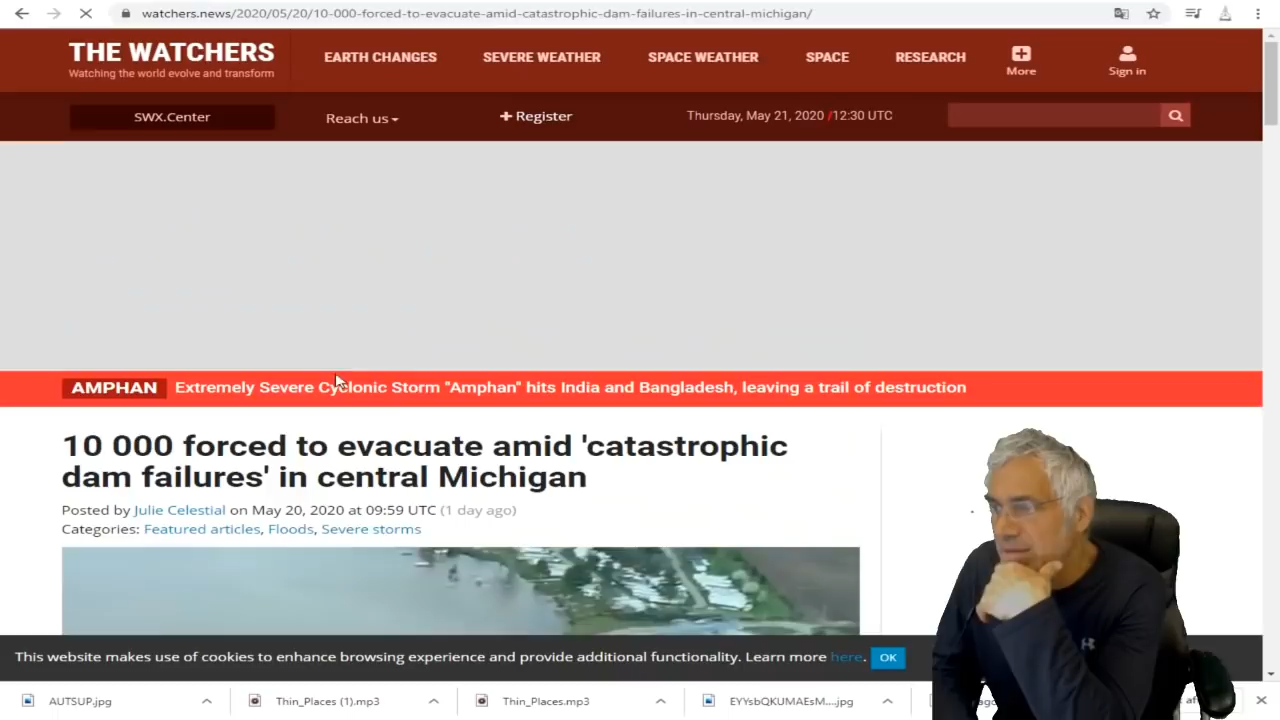 watchers.news/2020/05/20/10-000-forced-to-evacuate-amid-catastrophic-dam-failures-in-central-michigan/
THE WATCHERS
Watching the world evolve and transform
EARTH CHANGES
SEVERE WEATHER
SPACE WEATHER
SPACE
RESEARCH
More
Sign in
SWX.Center
Reach us
Register
Thursday, May 21, 2020 /12:30 UTC
AMPHAN Extremely Severe Cyclonic Storm "Amphan" hits India and Bangladesh, leaving a trail of destruction
10 000 forced to evacuate amid 'catastrophic
dam failures' in central Michigan
Posted by Julie Celestial on May 20, 2020 at 09:59 UTC (1 day ago)
Categories: Featured articles, Floods, Severe storms
This website makes use of cookies to enhance browsing experience and provide additional functionality. Learn more here. OK
AUTSUP.jpg
Thin_Places (1).mp3
Thin_Places.mp3
EYYsbQKUMAEsM....jpg